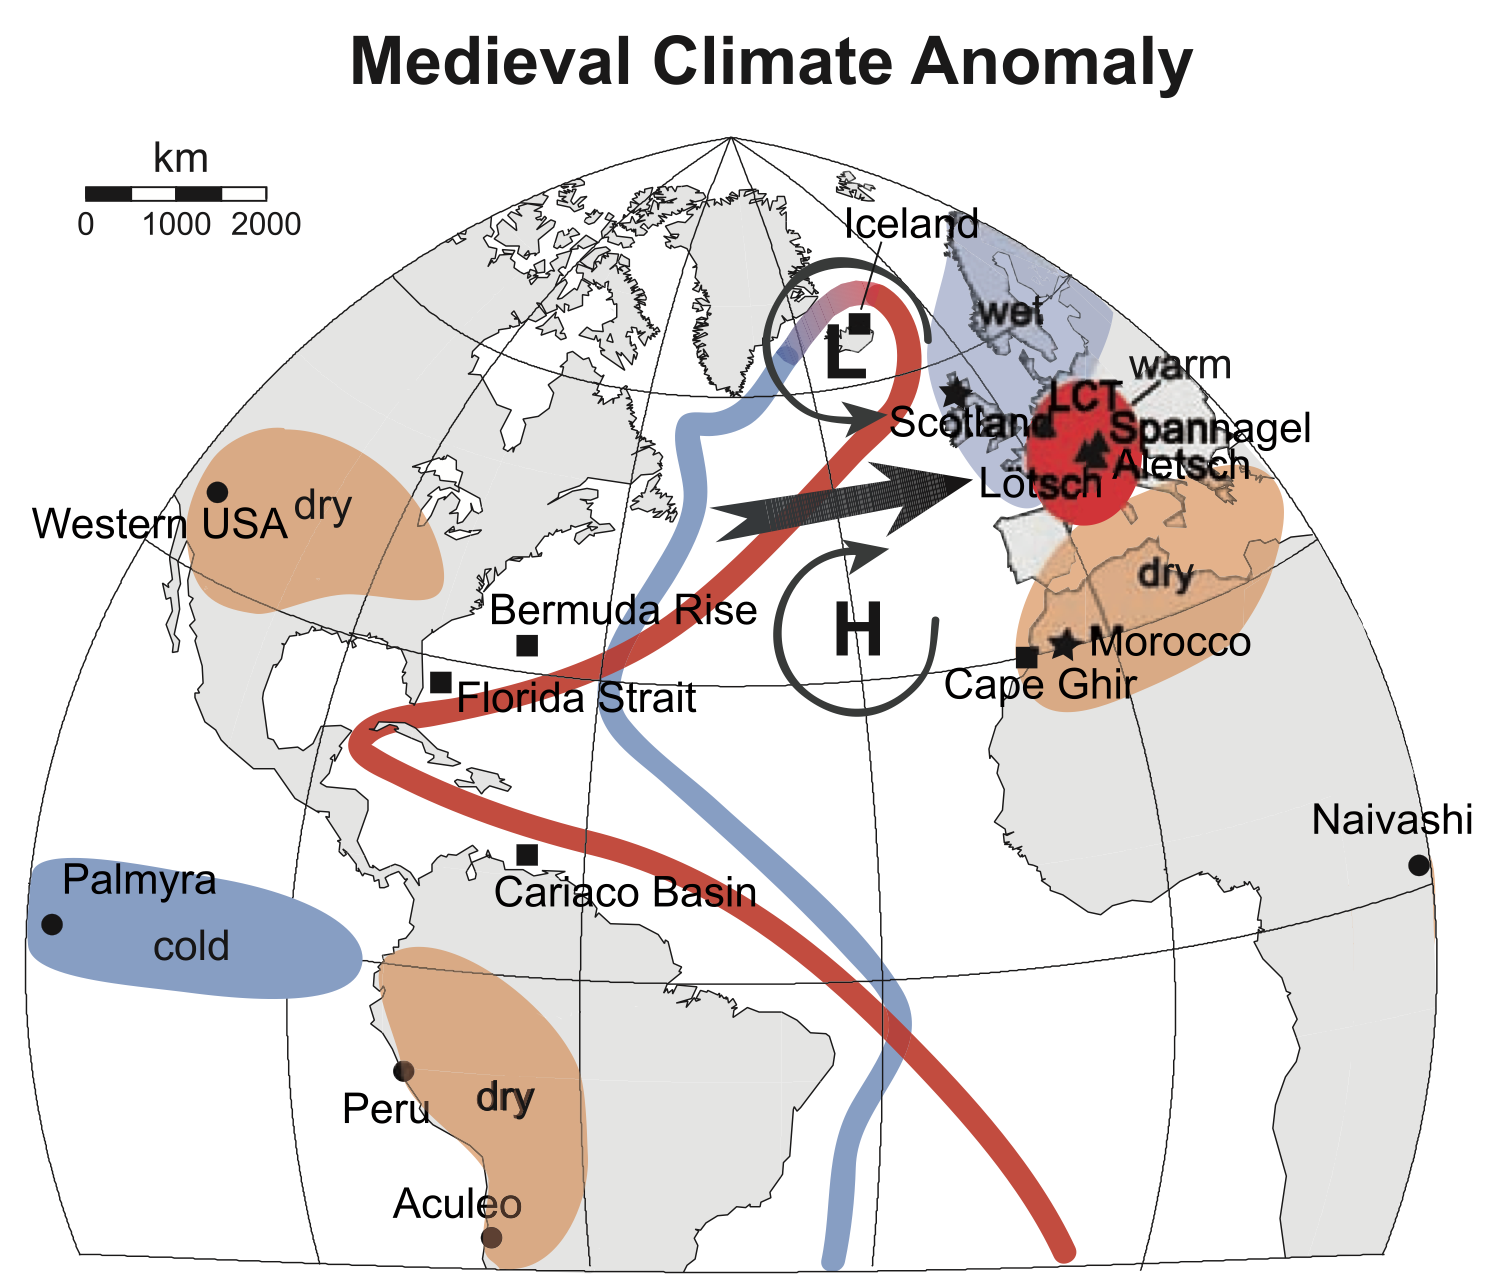 Medieval Climate Anomaly
km
0 1000 2000
Iceland
L
wet
warm
LCT
Scotland
Spannagel
Aletsch
Lötsch
Western USA
dry
dry
Bermuda Rise
H
Morocco
Florida Strait
Cape Ghir
Naivashi
Palmyra
cold
Cariaco Basin
dry
Peru
Aculeo